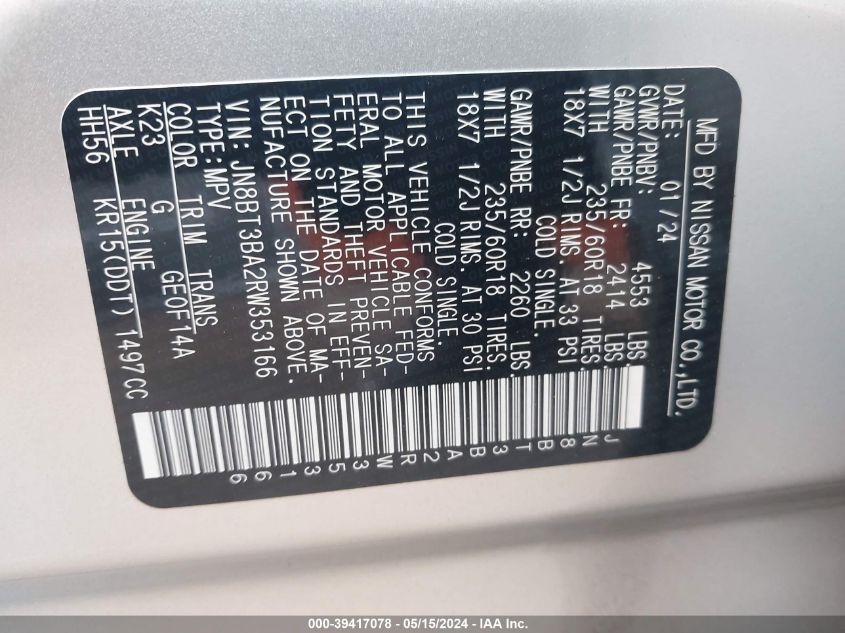 MFD BY NISSAN MOTOR CO.,LTD.
DATE: 01/24
GVWR/PNBV: 4553 LBS.
GAWR/PNBE FR: 2414 LBS.
WITH 235/60R18 TIRES.
18X7 1/2J RIMS. AT 33 PSI
COLD SINGLE.
GAWR/PNBE RR: 2260 LBS.
WITH 235/60R18 TIRES.
18X7 1/2J RIMS. AT 30 PSI
COLD SINGLE.
THIS VEHICLE CONFORMS
TO ALL APPLICABLE FED-
ERAL MOTOR VEHICLE SA-
FETY AND THEFT PREVEN-
TION STANDARDS IN EFF-
ECT ON THE DATE OF MA-
NUFACTURE SHOWN ABOVE.
VIN: JN8BT3BA2RW353166
TYPE: MPV
COLOR TRIM TRANS
K23 G GE0F14A
AXLE ENGINE
HH56 KR15(DDT) 1497CC
JN8BT3BA2RW353166
000-39417078 - 05/15/2024 - IAA Inc.